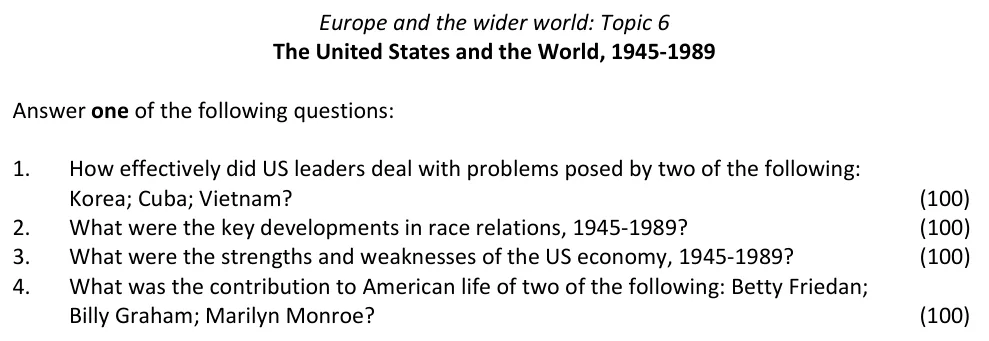 Europe and the wider world: Topic 6
The United States and the World, 1945-1989
Answer one of the following questions:
1. How effectively did US leaders deal with problems posed by two of the following:
Korea; Cuba; Vietnam? (100)
2. What were the key developments in race relations, 1945-1989? (100)
3. What were the strengths and weaknesses of the US economy, 1945-1989? (100)
4. What was the contribution to American life of two of the following: Betty Friedan;
Billy Graham; Marilyn Monroe? (100)